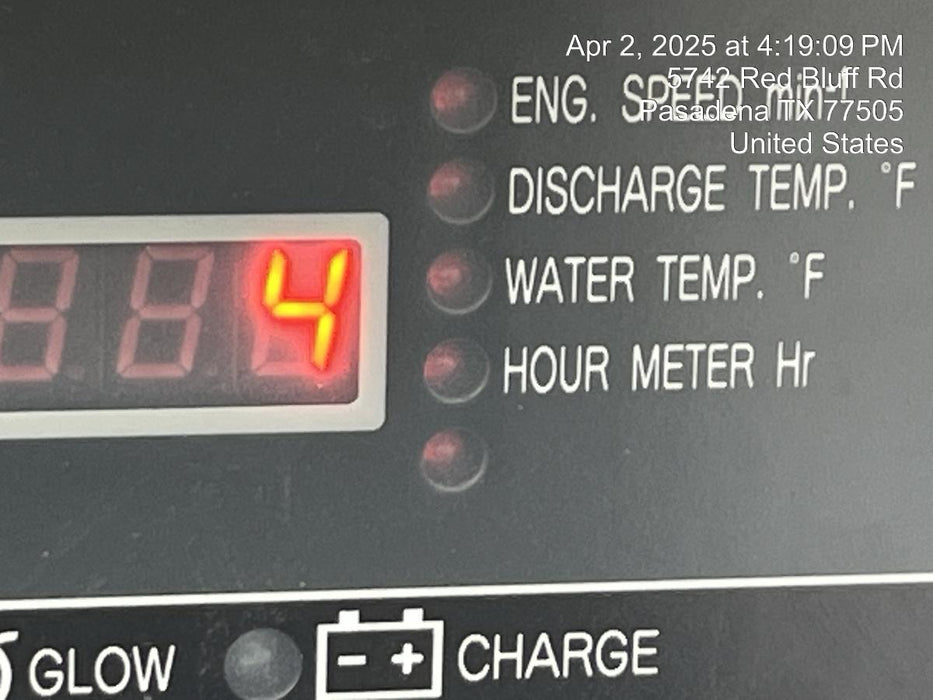 Apr 2, 2025 at 4:19:09 PM
5742 Red Bluff Rd
Pasadena TX 77505
United States
ENG. SPEED min-1
DISCHARGE TEMP. °F
WATER TEMP. °F
4
HOUR METER Hr
GLOW
- +
CHARGE